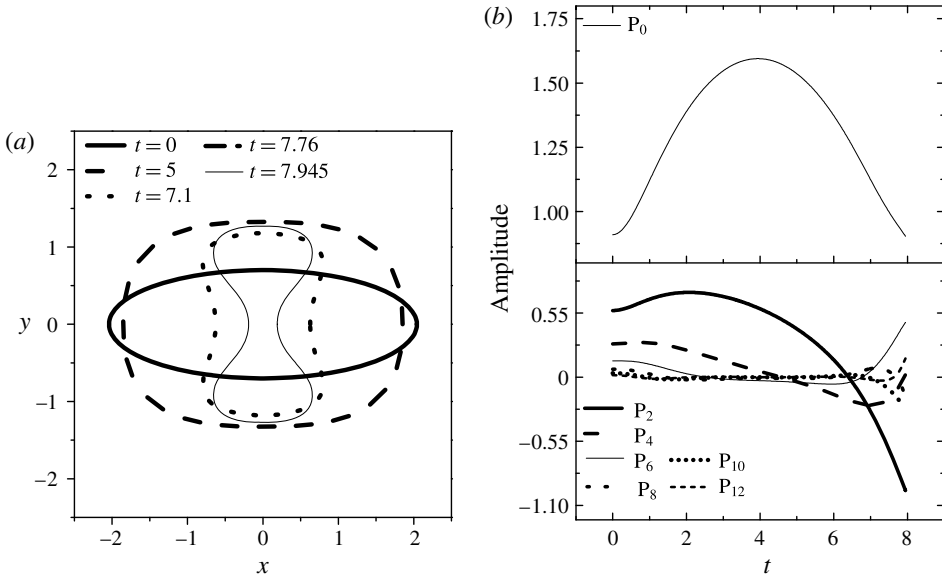 (a)
t = 0
t = 7.76
t = 5
t = 7.945
t = 7.1
2
1
y 0
−1
−2
−2 −1 0 1 2
x
(b)
P0
1.75
1.50
1.25
1.00
Amplitude
0.55
0
−0.55
−1.10
P2
P4
P6 P10
P8 P12
0 2 4 6 8
t